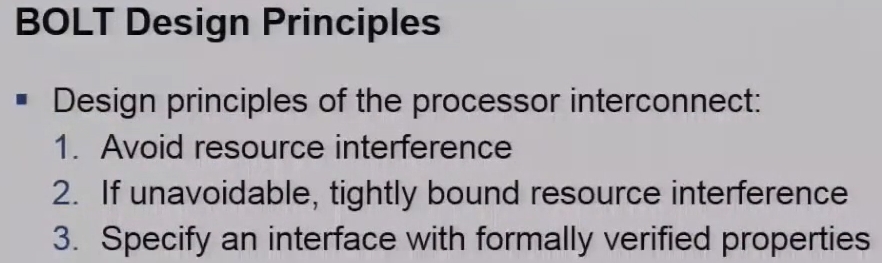 BOLT Design Principles
▪ Design principles of the processor interconnect:
1. Avoid resource interference
2. If unavoidable, tightly bound resource interference
3. Specify an interface with formally verified properties